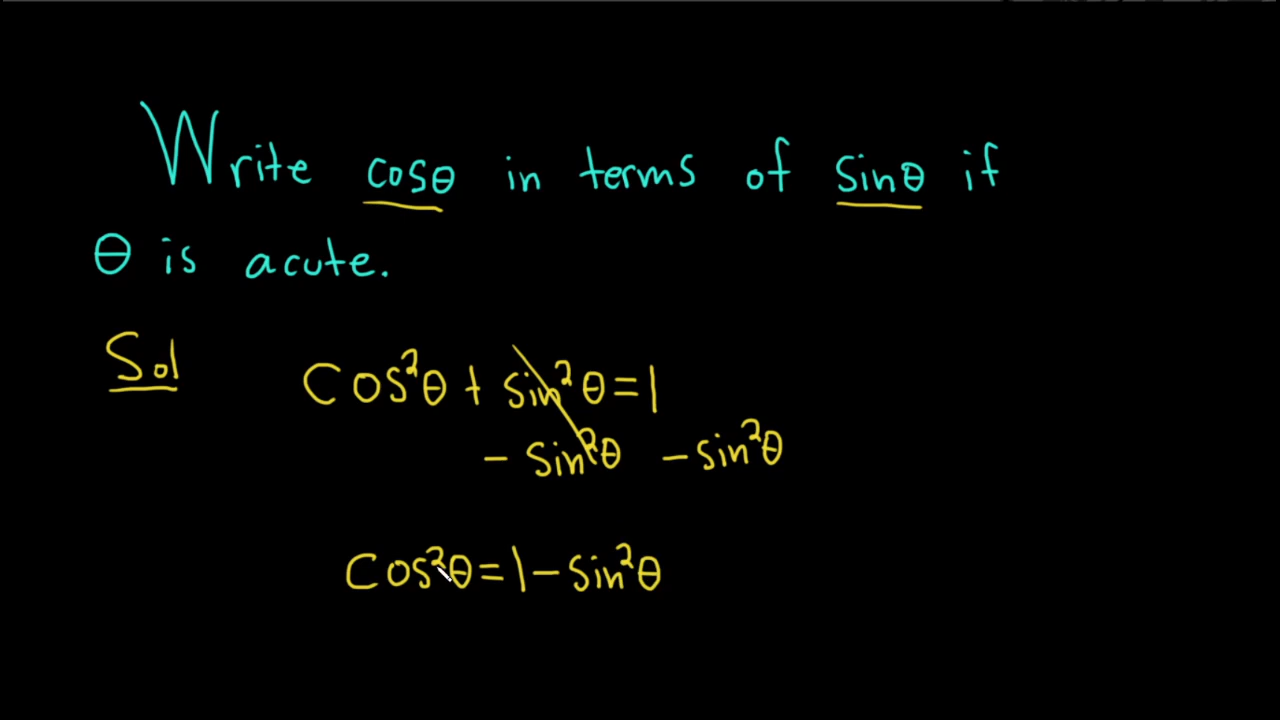 Write cosθ in terms of sinθ if
θ is acute.
Sol
Cos²θ + sin²θ = 1
- sin²θ - sin²θ
Cos²θ = 1 - sin²θ